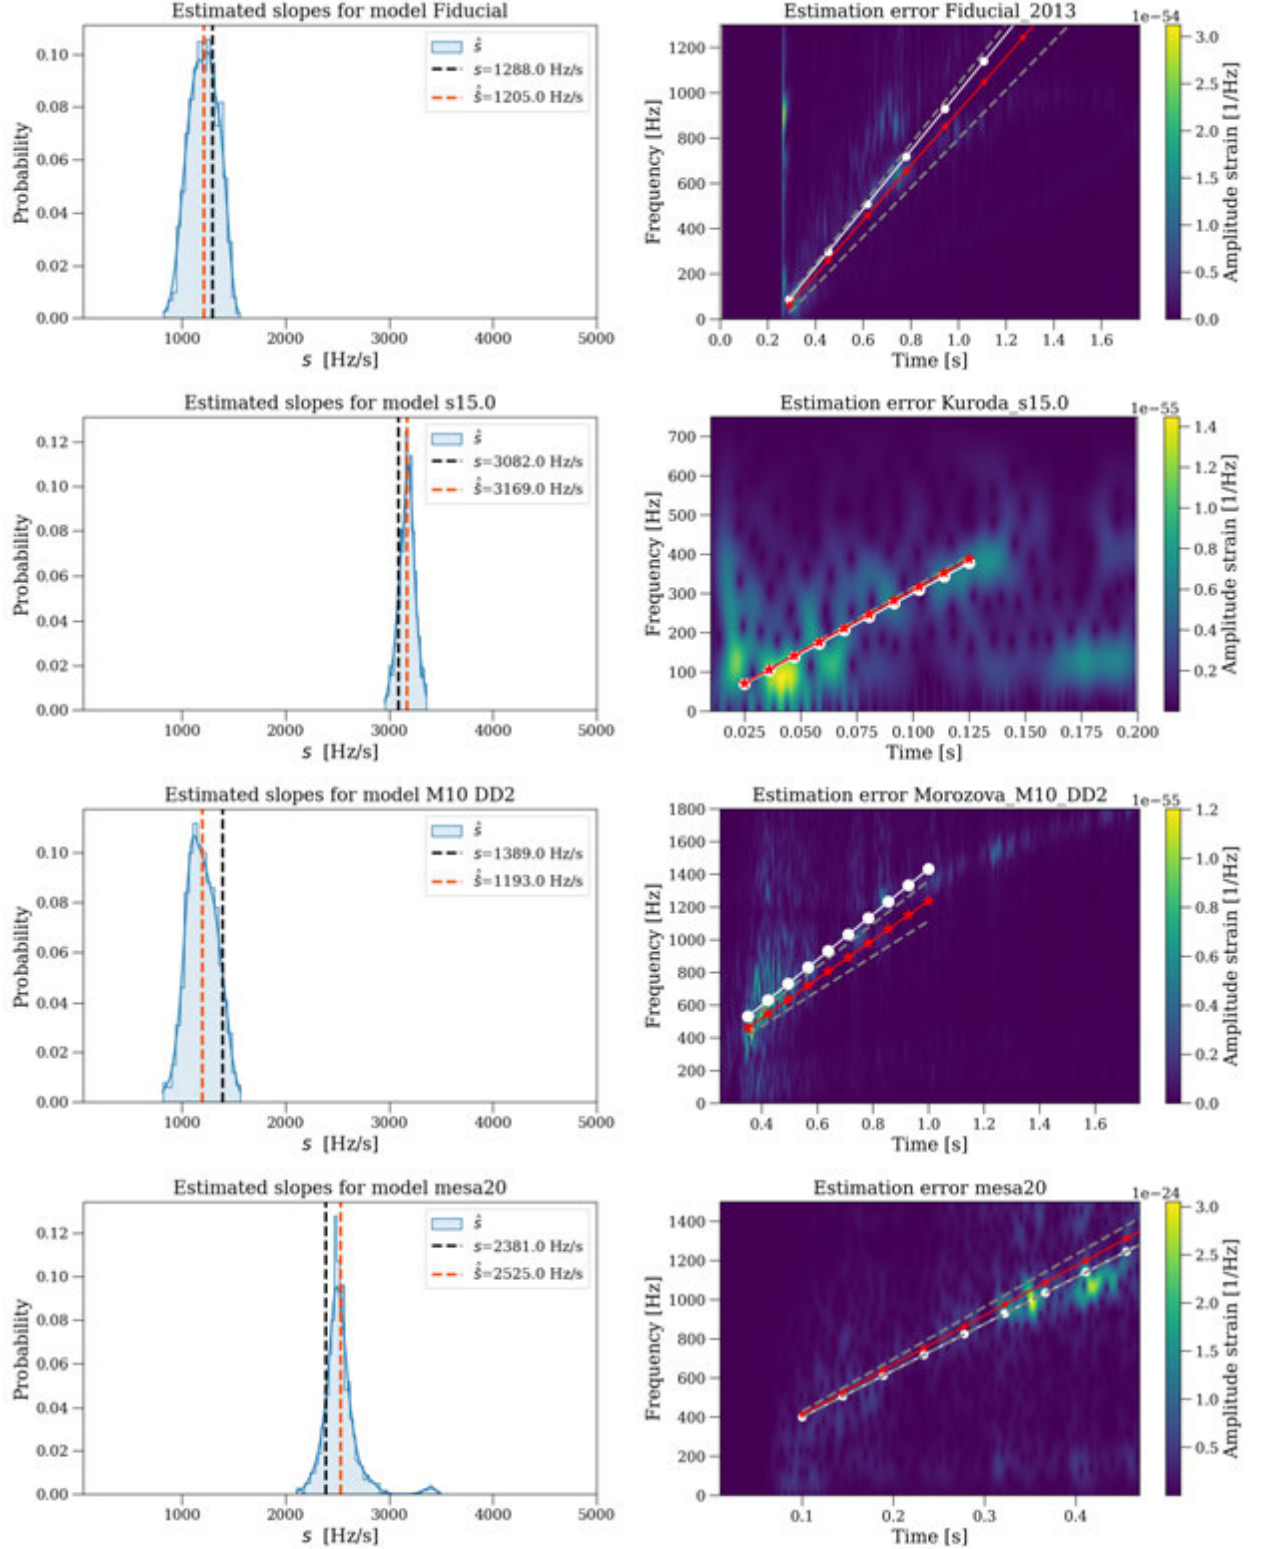 Estimated slopes for model Fiducial
Probability
0.10
0.08
0.06
0.04
0.02
0.00
ŝ
s=1288.0 Hz/s
ŝ=1205.0 Hz/s
1000 2000 3000 4000 5000
s [Hz/s]
Estimation error Fiducial_2013
Frequency [Hz]
1200
1000
800
600
400
200
0
0.0 0.2 0.4 0.6 0.8 1.0 1.2 1.4 1.6
Time [s]
1e−54
3.0
2.5
2.0
1.5
1.0
0.5
0.0
Amplitude strain [1/Hz]
Estimated slopes for model s15.0
Probability
0.12
0.10
0.08
0.06
0.04
0.02
0.00
ŝ
s=3082.0 Hz/s
ŝ=3169.0 Hz/s
1000 2000 3000 4000 5000
s [Hz/s]
Estimation error Kuroda_s15.0
Frequency [Hz]
700
600
500
400
300
200
100
0
0.025 0.050 0.075 0.100 0.125 0.150 0.175 0.200
Time [s]
1e−55
1.4
1.2
1.0
0.8
0.6
0.4
0.2
Amplitude strain [1/Hz]
Estimated slopes for model M10 DD2
Probability
0.10
0.08
0.06
0.04
0.02
0.00
ŝ
s=1389.0 Hz/s
ŝ=1193.0 Hz/s
1000 2000 3000 4000 5000
s [Hz/s]
Estimation error Morozova_M10_DD2
Frequency [Hz]
1800
1600
1400
1200
1000
800
600
400
200
0
0.4 0.6 0.8 1.0 1.2 1.4 1.6
Time [s]
1e−55
1.2
1.0
0.8
0.6
0.4
0.2
0.0
Amplitude strain [1/Hz]
Estimated slopes for model mesa20
Probability
0.12
0.10
0.08
0.06
0.04
0.02
0.00
ŝ
s=2381.0 Hz/s
ŝ=2525.0 Hz/s
1000 2000 3000 4000 5000
s [Hz/s]
Estimation error mesa20
Frequency [Hz]
1400
1200
1000
800
600
400
200
0
0.1 0.2 0.3 0.4
Time [s]
1e−24
3.0
2.5
2.0
1.5
1.0
0.5
Amplitude strain [1/Hz]